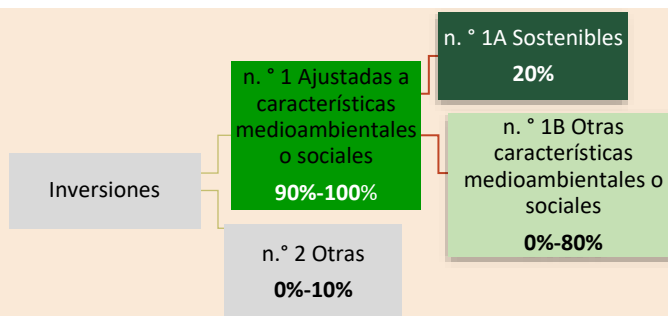 Inversiones
n. ° 1 Ajustadas a
características
medioambientales
o sociales
90%-100%
n.° 2 Otras
0%-10%
n. ° 1A Sostenibles
20%
n. ° 1B Otras
características
medioambientales o
sociales
0%-80%